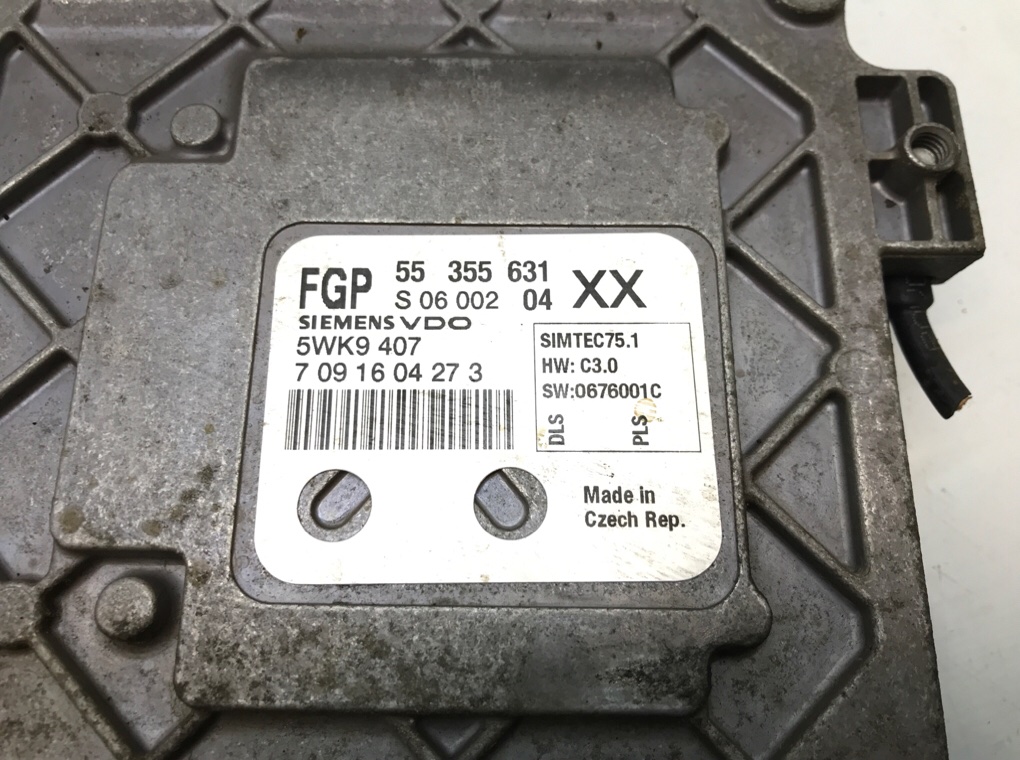 FGP 55 355 631 XX
S 06 002 04
SIEMENS VDO
5WK9 407
7 09 16 04 27 3
SIMTEC75.1
HW: C3.0
SW:0676001C
DLS PLS
Made in
Czech Rep.